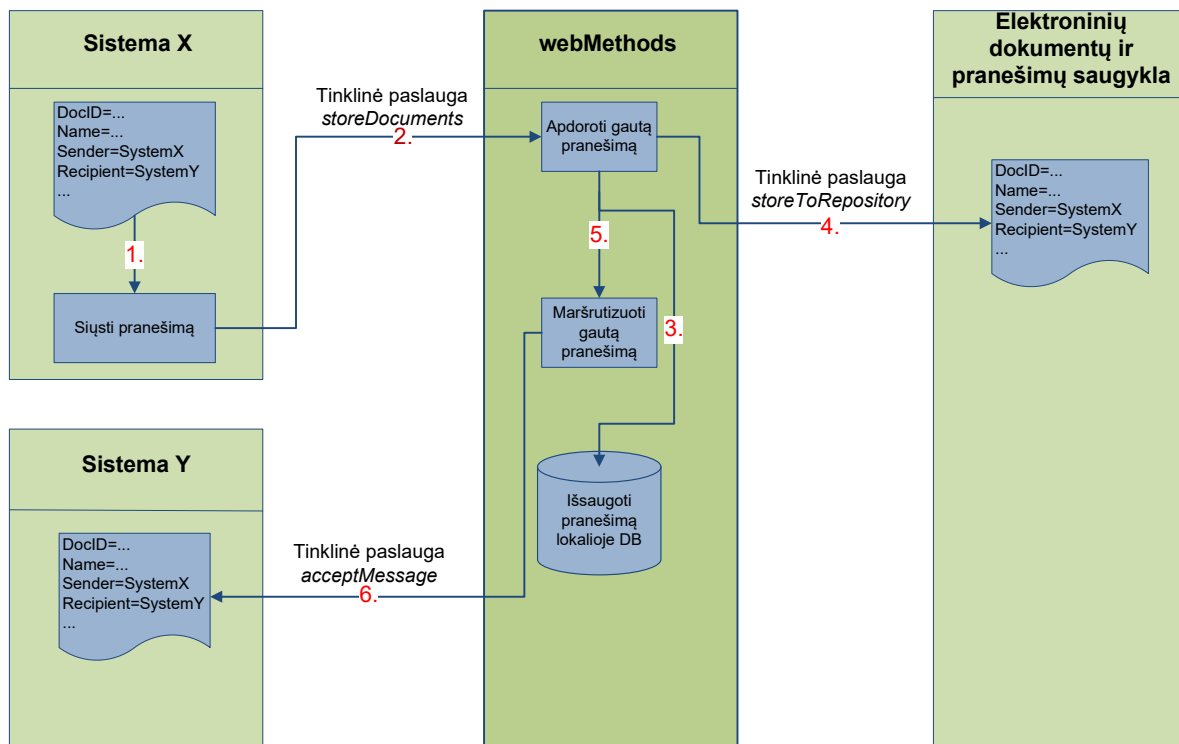 Sistema X
DocID=...
Name=...
Sender=SystemX
Recipient=SystemY
...
1.
Siųsti pranešimą
Tinklinė paslauga
storeDocuments
2.
webMethods
Apdoroti gautą
pranešimą
5.
Maršrutizuoti
gautą
pranešimą
3.
Išsaugoti
pranešimą
lokalioje DB
Tinklinė paslauga
storeToRepository
4.
Elektroninių
dokumentų ir
pranešimų saugykla
DocID=...
Name=...
Sender=SystemX
Recipient=SystemY
...
Sistema Y
DocID=...
Name=...
Sender=SystemX
Recipient=SystemY
...
Tinklinė paslauga
acceptMessage
6.